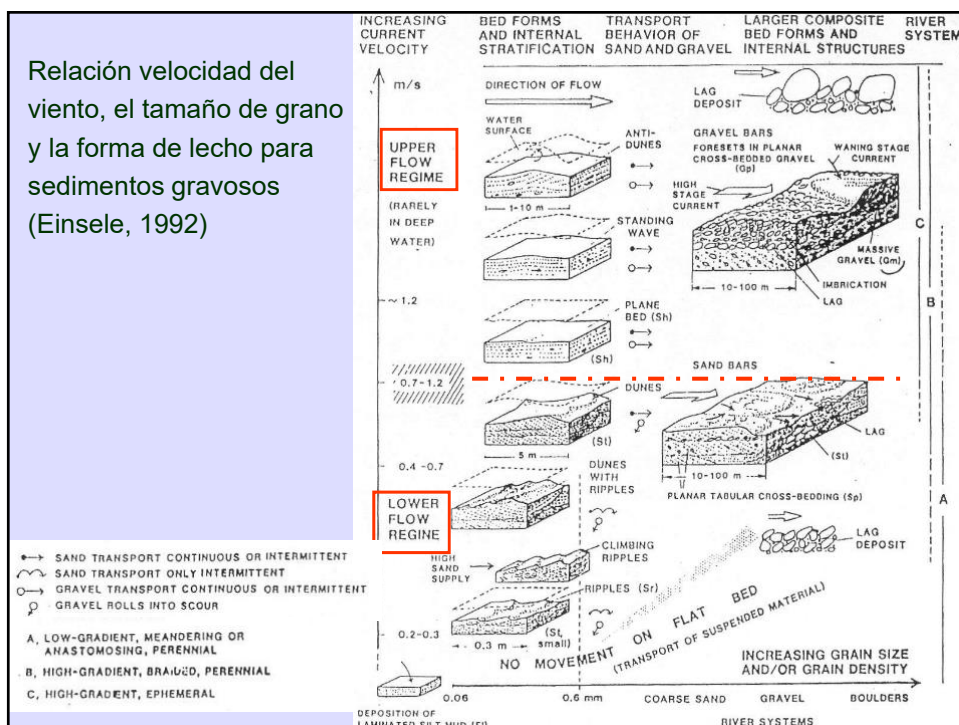 Relación velocidad del
viento, el tamaño de grano
y la forma de lecho para
sedimentos gravosos
(Einsele, 1992)
INCREASING
CURRENT
VELOCITY
BED FORMS
AND INTERNAL
STRATIFICATION
TRANSPORT
BEHAVIOR OF
SAND AND GRAVEL
LARGER COMPOSITE
BED FORMS AND
INTERNAL STRUCTURES
RIVER
SYSTEM
m/s
DIRECTION OF FLOW
LAG
DEPOSIT
WATER
SURFACE
UPPER
FLOW
REGIME
(RARELY
IN DEEP
WATER)
ANTI-
DUNES
1-10 m
GRAVEL BARS
FORESETS IN PLANAR
CROSS-BEDDED GRAVEL
(Gp)
WANING STAGE
CURRENT
HIGH
STAGE
CURRENT
STANDING
WAVE
MASSIVE
GRAVEL (Gm)
IMBRICATION
LAG
10-100 m
C
B
A
~ 1.2
PLANE
BED (Sh)
(Sh)
SAND BARS
0.7-1.2
DUNES
(St)
5 m
LAG
(St)
10-100 m
PLANAR TABULAR CROSS-BEDDING (Sp)
0.4 -0.7
DUNES
WITH
RIPPLES
LOWER
FLOW
REGINE
HIGH
SAND
SUPPLY
CLIMBING
RIPPLES
LAG
DEPOSIT
RIPPLES (Sr)
0.2-0.3
0.3 m
(St,
small)
NO MOVEMENT ON FLAT BED
(TRANSPORT OF SUSPENDED MATERIAL)
INCREASING GRAIN SIZE
AND/OR GRAIN DENSITY
0.06
0.6 mm
COARSE SAND
GRAVEL
BOULDERS
DEPOSITION OF
LAMINATED SILT MUD (Fl)
RIVER SYSTEMS
SAND TRANSPORT CONTINUOUS OR INTERMITTENT
SAND TRANSPORT ONLY INTERMITTENT
GRAVEL TRANSPORT CONTINUOUS OR INTERMITTENT
GRAVEL ROLLS INTO SCOUR
A, LOW-GRADIENT, MEANDERING OR
ANASTOMOSING, PERENNIAL
B, HIGH-GRADIENT, BRAIDED, PERENNIAL
C, HIGH-GRADIENT, EPHEMERAL